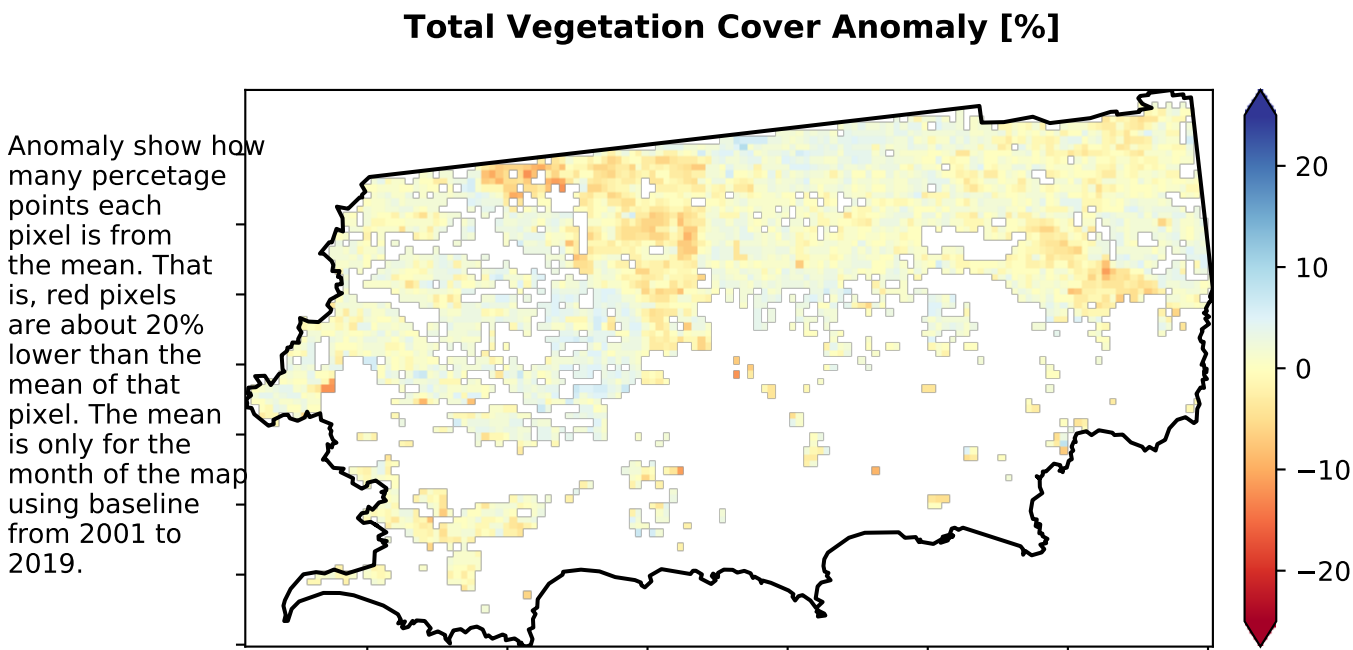 Total Vegetation Cover Anomaly [%]
Anomaly show how
many percetage
points each
pixel is from
the mean. That
is, red pixels
are about 20%
lower than the
mean of that
pixel. The mean
is only for the
month of the map
using baseline
from 2001 to
2019.
20
10
0
−10
−20